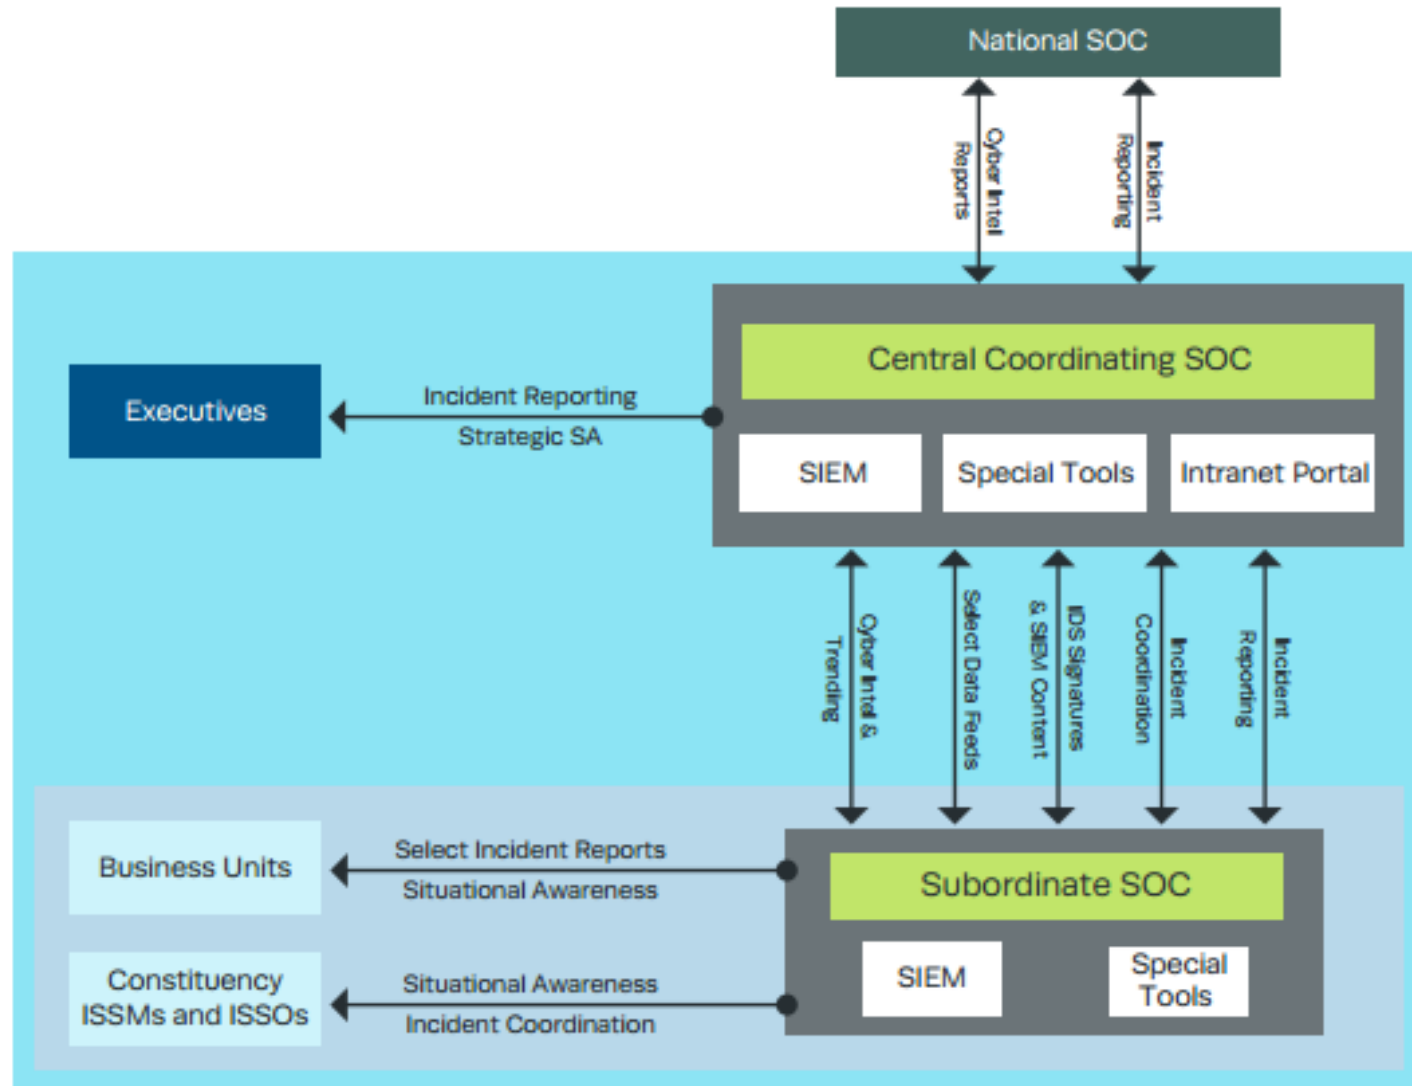 National SOC
Cyber Intel
Reports
Incident
Reporting
Central Coordinating SOC
Executives
Incident Reporting
Strategic SA
SIEM
Special Tools
Intranet Portal
Cyber Intel &
Trending
Select Data Feeds
IDS Signatures
& SIEM Content
Incident
Coordination
Incident
Reporting
Business Units
Select Incident Reports
Situational Awareness
Subordinate SOC
Constituency
ISSMs and ISSOs
Situational Awareness
Incident Coordination
SIEM
Special
Tools